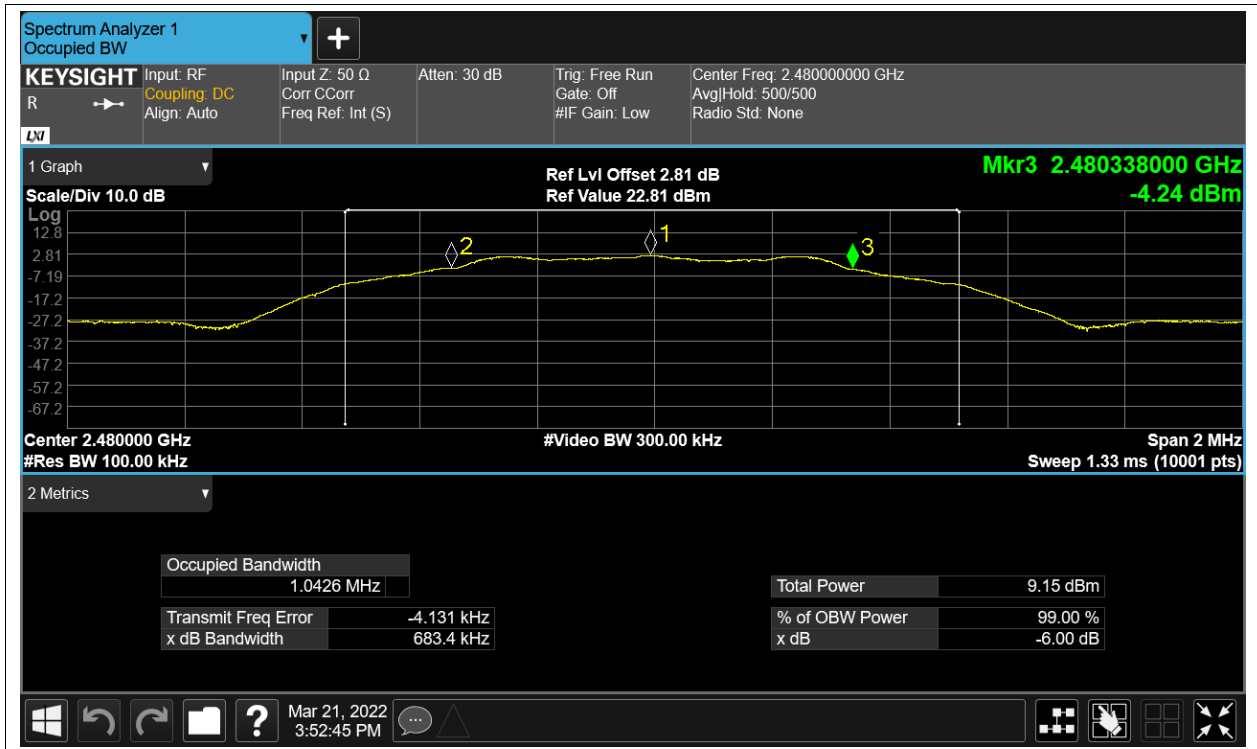 Spectrum Analyzer 1
Occupied BW
KEYSIGHT Input: RF Input Z: 50 Ω Atten: 30 dB Trig: Free Run Center Freq: 2.480000000 GHz
R Coupling: DC Corr CCorr Gate: Off Avg|Hold: 500/500
Align: Auto Freq Ref: Int (S) #IF Gain: Low Radio Std: None
LXI
1 Graph Ref Lvl Offset 2.81 dB Mkr3 2.480338000 GHz
Scale/Div 10.0 dB Ref Value 22.81 dBm -4.24 dBm
Log
12.8
2.81
-7.19
-17.2
-27.2
-37.2
-47.2
-57.2
-67.2
2 1 3
Center 2.480000 GHz #Video BW 300.00 kHz Span 2 MHz
#Res BW 100.00 kHz Sweep 1.33 ms (10001 pts)
2 Metrics
Occupied Bandwidth
1.0426 MHz Total Power 9.15 dBm
Transmit Freq Error -4.131 kHz % of OBW Power 99.00 %
x dB Bandwidth 683.4 kHz x dB -6.00 dB
? Mar 21, 2022
3:52:45 PM